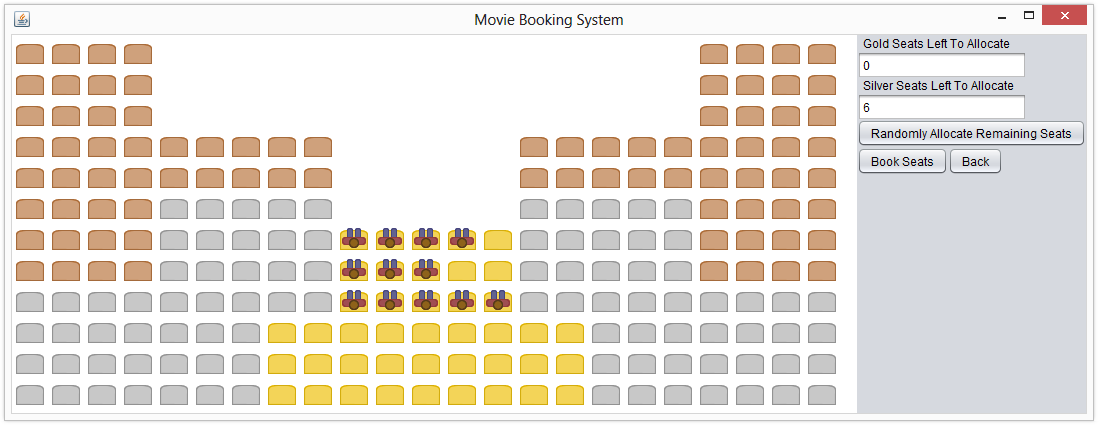 Movie Booking System
Gold Seats Left To Allocate
0
Silver Seats Left To Allocate
6
Randomly Allocate Remaining Seats
Book Seats
Back